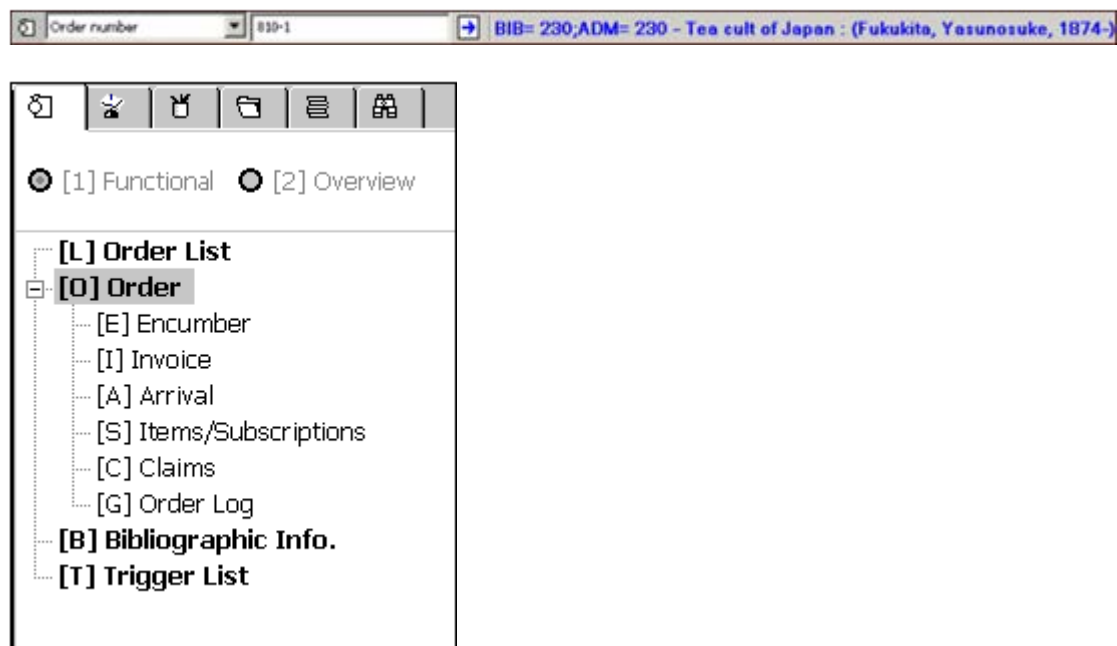 Order number 810-1 BIB= 230;ADM= 230 - Tea cult of Japan : (Fukukita, Yasunosuke, 1874-)
[1] Functional [2] Overview
[L] Order List
[O] Order
[E] Encumber
[I] Invoice
[A] Arrival
[S] Items/Subscriptions
[C] Claims
[G] Order Log
[B] Bibliographic Info.
[T] Trigger List